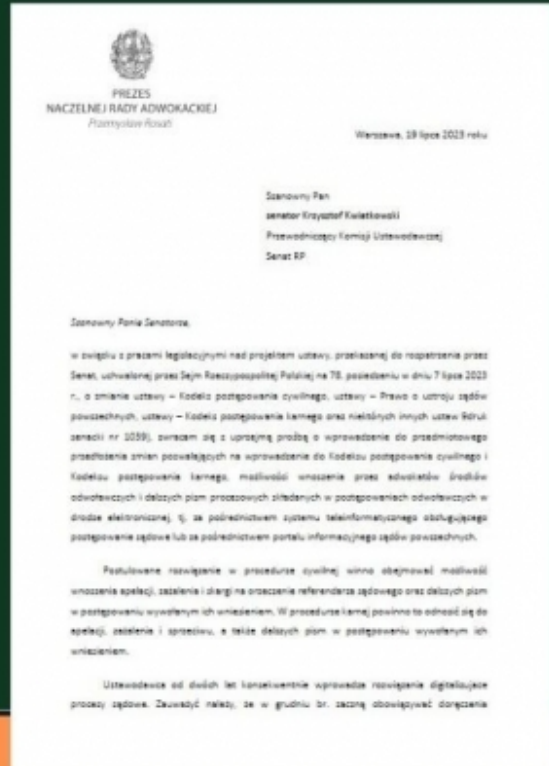 PREZES
NACZELNEJ RADY ADWOKACKIEJ
Przemysław Rosati
Warszawa, 19 lipca 2023 roku
Szanowny Pan
senator Krzysztof Kwiatkowski
Przewodniczący Komisji Ustawodawczej
Senat RP
Szanowny Panie Senatorze,
w związku z pracami legislacyjnymi nad projektem ustawy, przekazanej do rozpatrzenia przez
Senat, uchwalonej przez Sejm Rzeczypospolitej Polskiej na 78. posiedzeniu w dniu 7 lipca 2023
r., o zmianie ustawy – Kodeks postępowania cywilnego, ustawy – Prawo o ustroju sądów
powszechnych, ustawy – Kodeks postępowania karnego oraz niektórych innych ustaw 9druk
senacki nr 1039), zwracam się z uprzejmą prośbą o wprowadzenie do przedmiotowego
przedłożenia zmian pozwalających na wprowadzenie do Kodeksu postępowania cywilnego i
Kodeksu postępowania karnego, możliwości wnoszenia przez adwokatów środków
odwoławczych i dalszych pism procesowych składanych w postępowaniach odwoławczych w
drodze elektronicznej, tj. za pośrednictwem systemu teleinformatycznego obsługującego
postępowanie sądowe lub za pośrednictwem portalu informacyjnego sądów powszechnych.
Postulowane rozwiązanie w procedurze cywilnej winno obejmować możliwość
wnoszenia apelacji, zażalenia i skargi na orzeczenie referendarza sądowego oraz dalszych pism
w postępowaniu wywołanym ich wniesieniem. W procedurze karnej powinno to odnosić się do
apelacji, zażalenia i sprzeciwu, a także dalszych pism w postępowaniu wywołanym ich
wniesieniem.
Ustawodawca od dwóch lat konsekwentnie wprowadza rozwiązania digitalizujące
procesy sądowe. Zauważyć należy, że w grudniu br. zaczną obowiązywać doręczenia